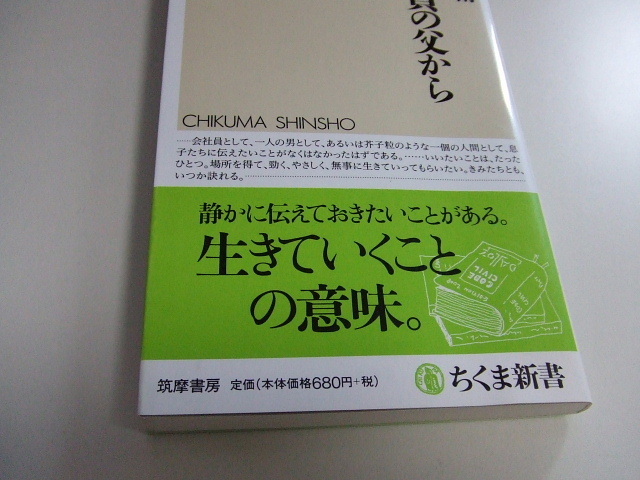 員の父から
CHIKUMA SHINSHO
……会社員として、一人の男として、あるいは芥子粒のような一個の人間として、息
子たちに伝えたいことがなくはなかったはずである。……いいたいことは、たった
ひとつ。場所を得て、勁く、やさしく、無事に生きていってもらいたい。きみたちとも、
いつか訣れる。……………………………………
静かに伝えておきたいことがある。
生きていくこと
の意味。
Dalloz
CODE
CIVIL
筑摩書房 定価(本体価格680円+税)
ちくま新書